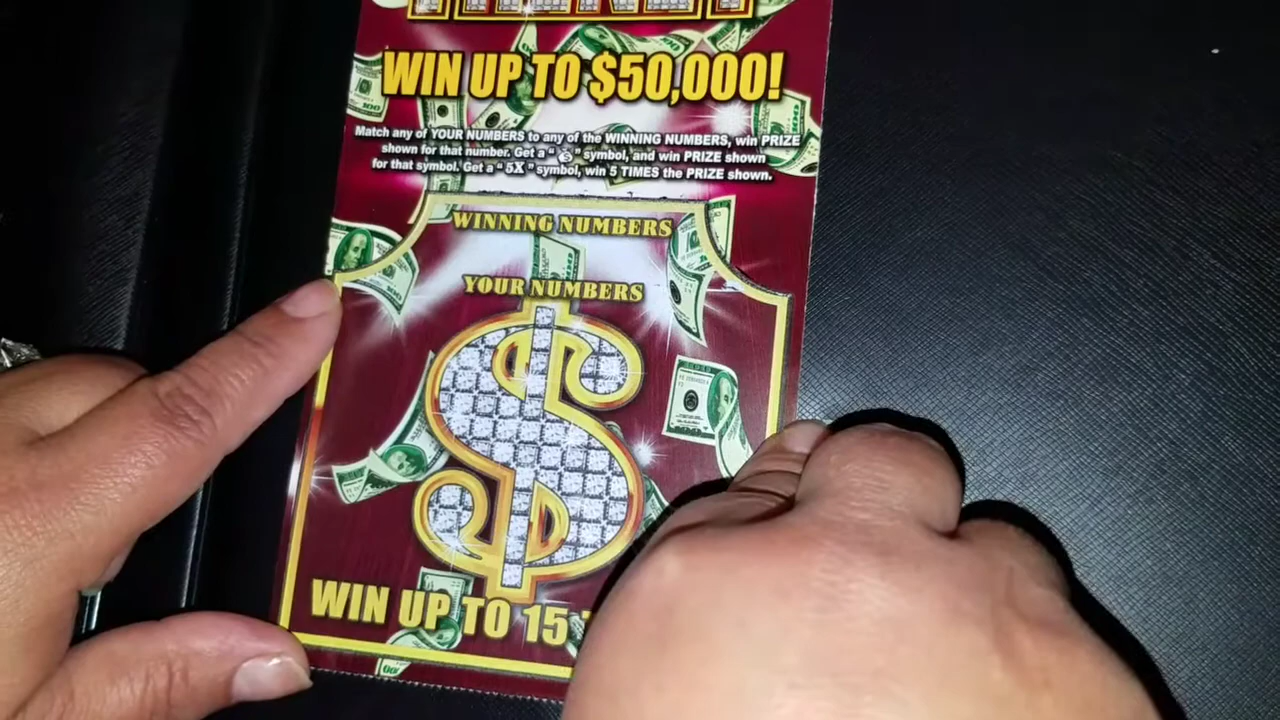 WIN UP TO $50,000!
Match any of YOUR NUMBERS to any of the WINNING NUMBERS, win PRIZE
shown for that number. Get a " " symbol, and win PRIZE shown
for that symbol. Get a "5X" symbol, win 5 TIMES the PRIZE shown.
WINNING NUMBERS
YOUR NUMBERS
WIN UP TO 15